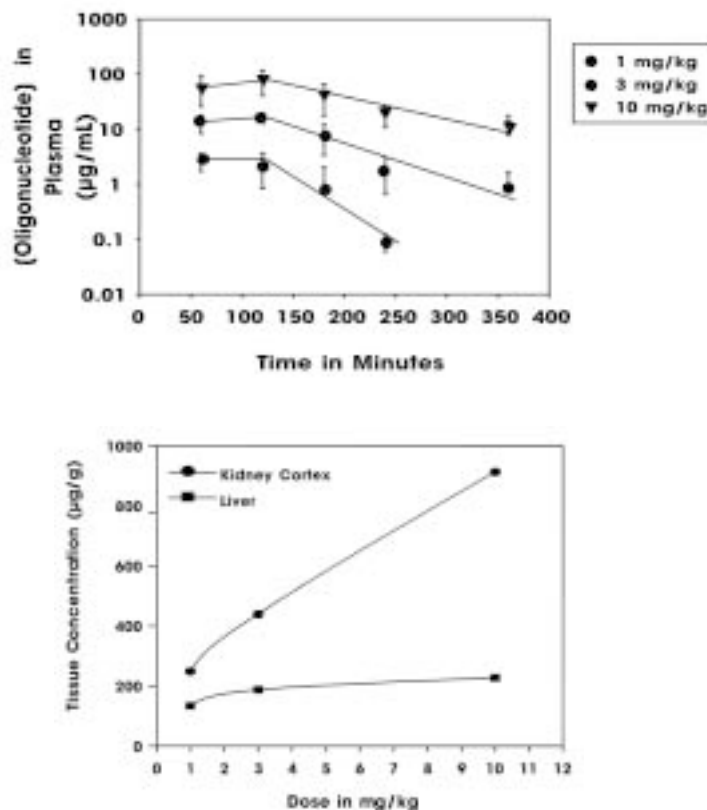 1000
100
10
1
0.1
0.01
(Oligonucleotide) in
Plasma
(µg/mL)
0 50 100 150 200 250 300 350 400
Time in Minutes
1 mg/kg
3 mg/kg
10 mg/kg
1000
800
600
400
200
0
Tissue Concentration (µg/g)
Kidney Cortex
Liver
0 1 2 3 4 5 6 7 8 9 10 11 12
Dose in mg/kg